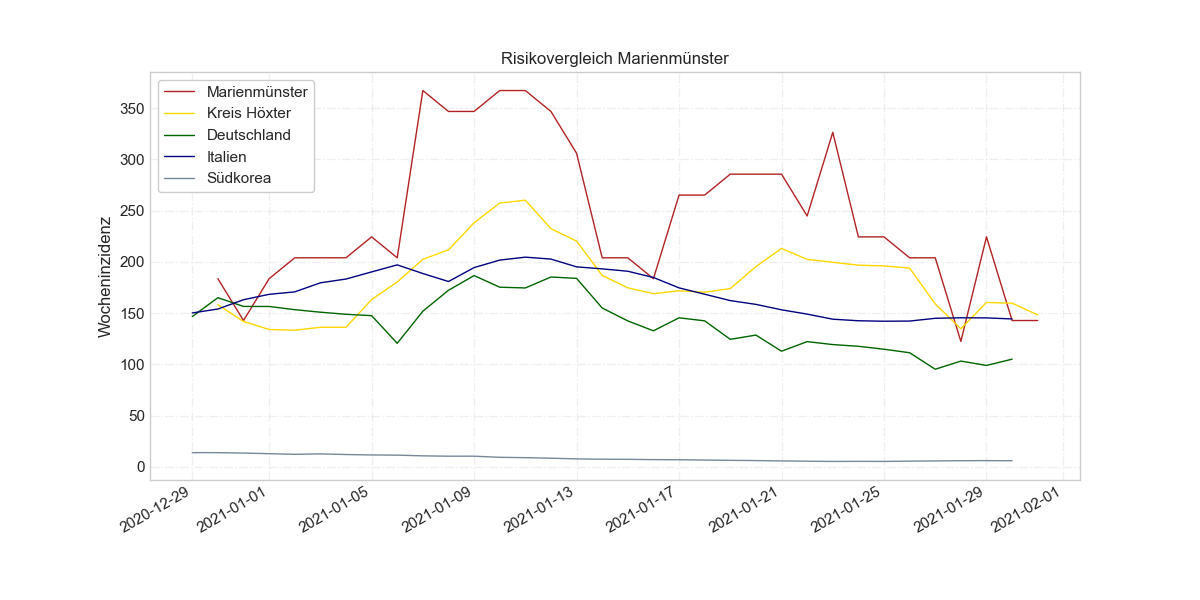 Risikovergleich Marienmünster
Marienmünster
Kreis Höxter
Deutschland
Italien
Südkorea
Wocheninzidenz
350
300
250
200
150
100
50
0
2020-12-29
2021-01-01
2021-01-05
2021-01-09
2021-01-13
2021-01-17
2021-01-21
2021-01-25
2021-01-29
2021-02-01